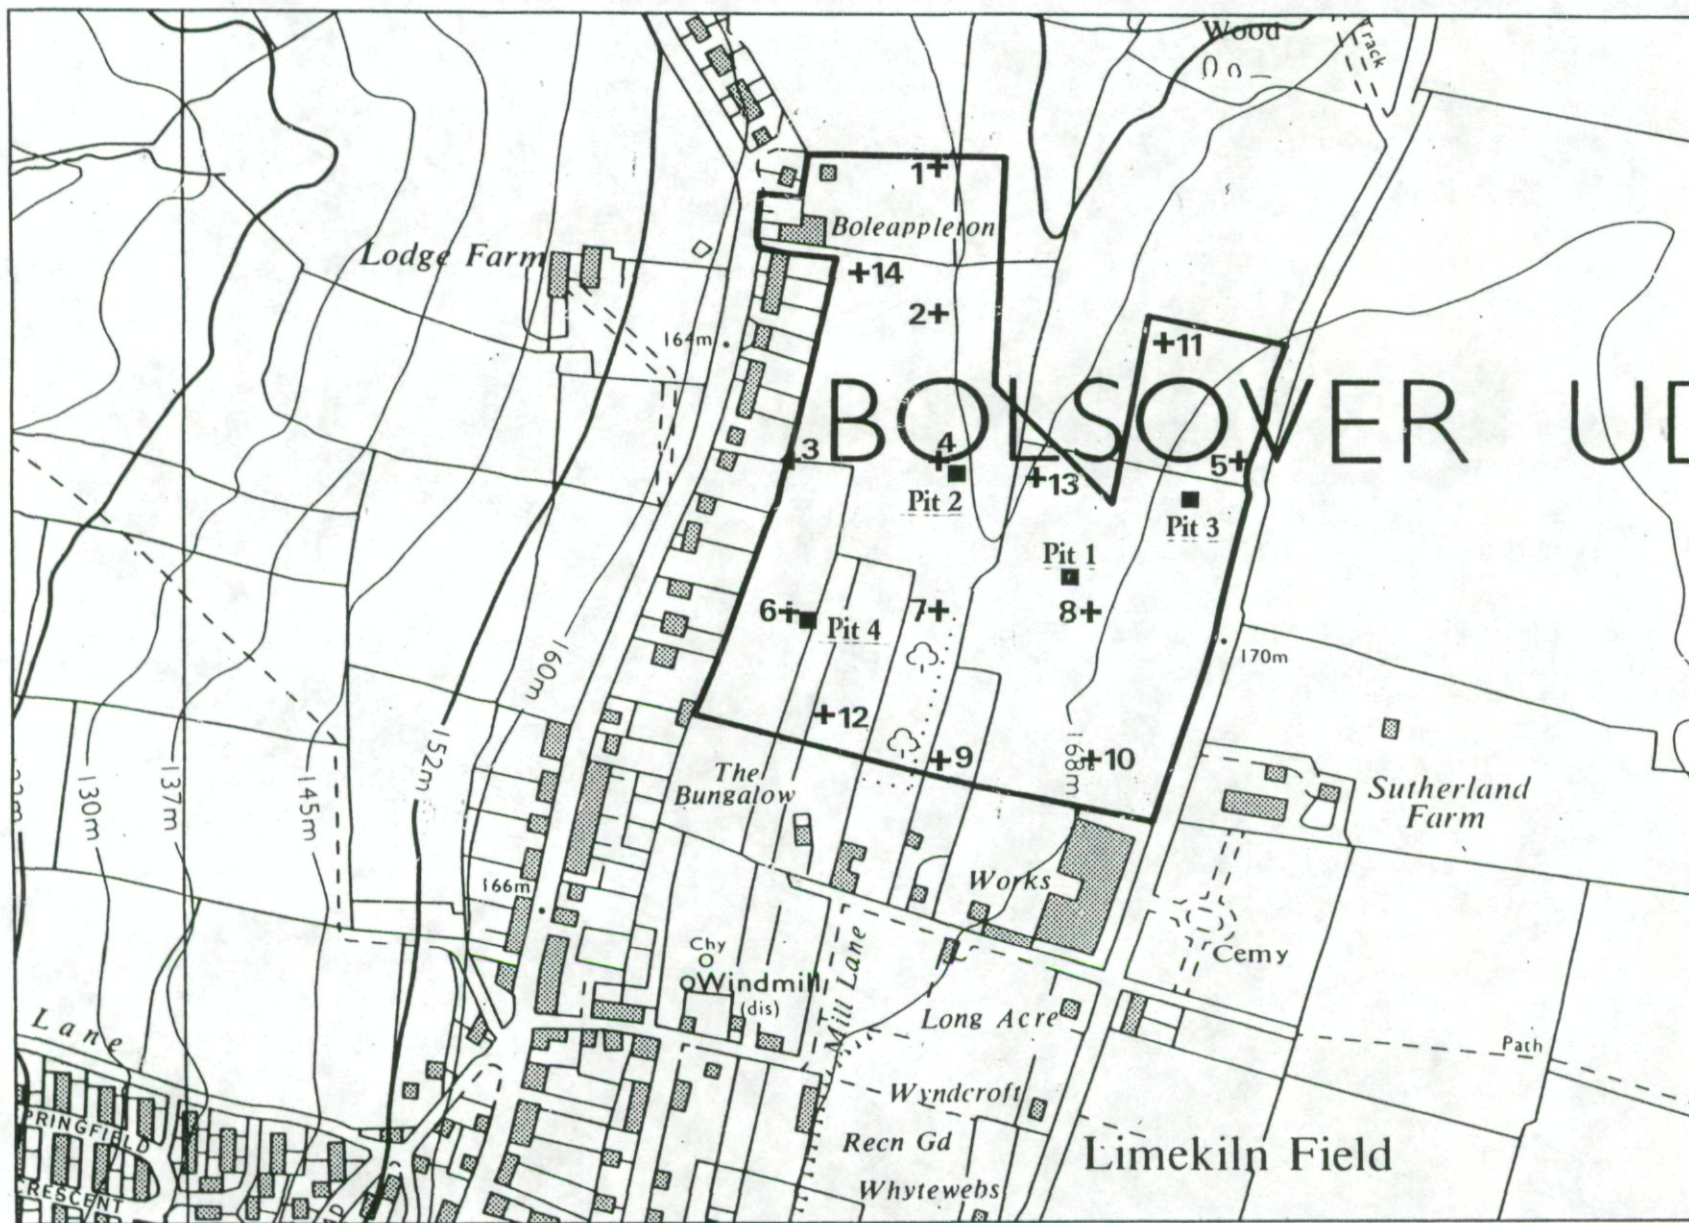 Wood
Track
1
Boleappleton
Lodge Farm
14
2
164m
11
BOLSOVER
3
4
5
13
Pit 2
Pit 3
Pit 1
6
Pit 4
7
8
160m
170m
12
9
10
168m
152m
The
Bungalow
130m
137m
145m
Sutherland
Farm
166m
Works
Chy
Windmill
(dis)
Mill Lane
Cemy
Long Acre
Lane
Path
Wyndcroft
Recn Gd
Limekiln Field
Whytewebs